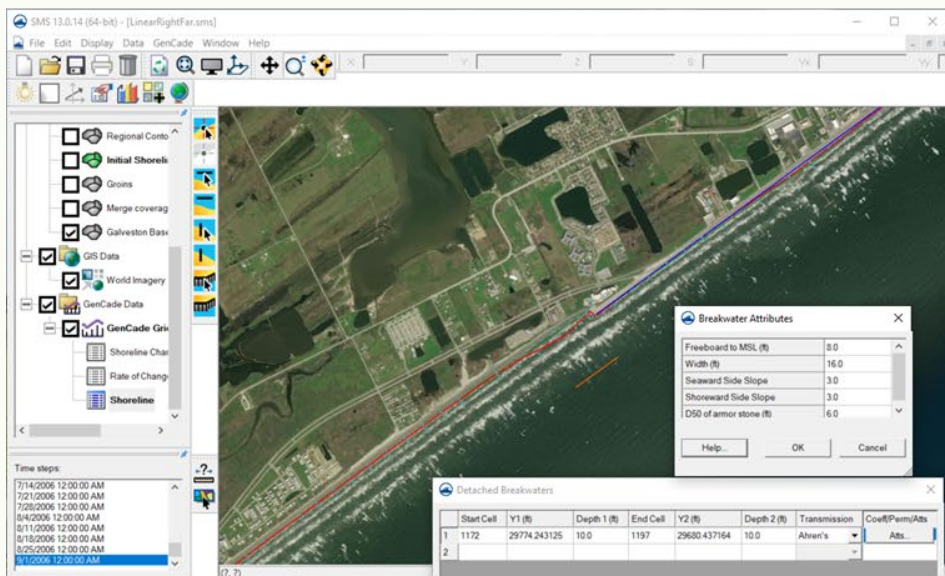 SMS 13.0.14 (64-bit) - [LinearRightFar.sms]
File Edit Display Data GenCade Window Help
X: Y: Z: S: Vx: Vy:
Regional Conto
Initial Shoreli
Groins
Merge coverag
Galveston Base
GIS Data
World Imagery
GenCade Data
GenCade Gri
Shoreline Char
Rate of Change
Shoreline
Time steps:
7/14/2006 12:00:00 AM
7/21/2006 12:00:00 AM
7/28/2006 12:00:00 AM
8/4/2006 12:00:00 AM
8/11/2006 12:00:00 AM
8/18/2006 12:00:00 AM
8/25/2006 12:00:00 AM
9/1/2006 12:00:00 AM
(?, ?)
Breakwater Attributes
Freeboard to MSL (ft) 8.0
Width (ft) 16.0
Seaward Side Slope 3.0
Shoreward Side Slope 3.0
D50 of armor stone (ft) 6.0
Help... OK Cancel
Detached Breakwaters
Start Cell Y1 (ft) Depth 1 (ft) End Cell Y2 (ft) Depth 2 (ft) Transmission Coeff/Perm/Atts
1 1172 29774.243125 10.0 1197 29680.437164 10.0 Ahren's Atts...
2